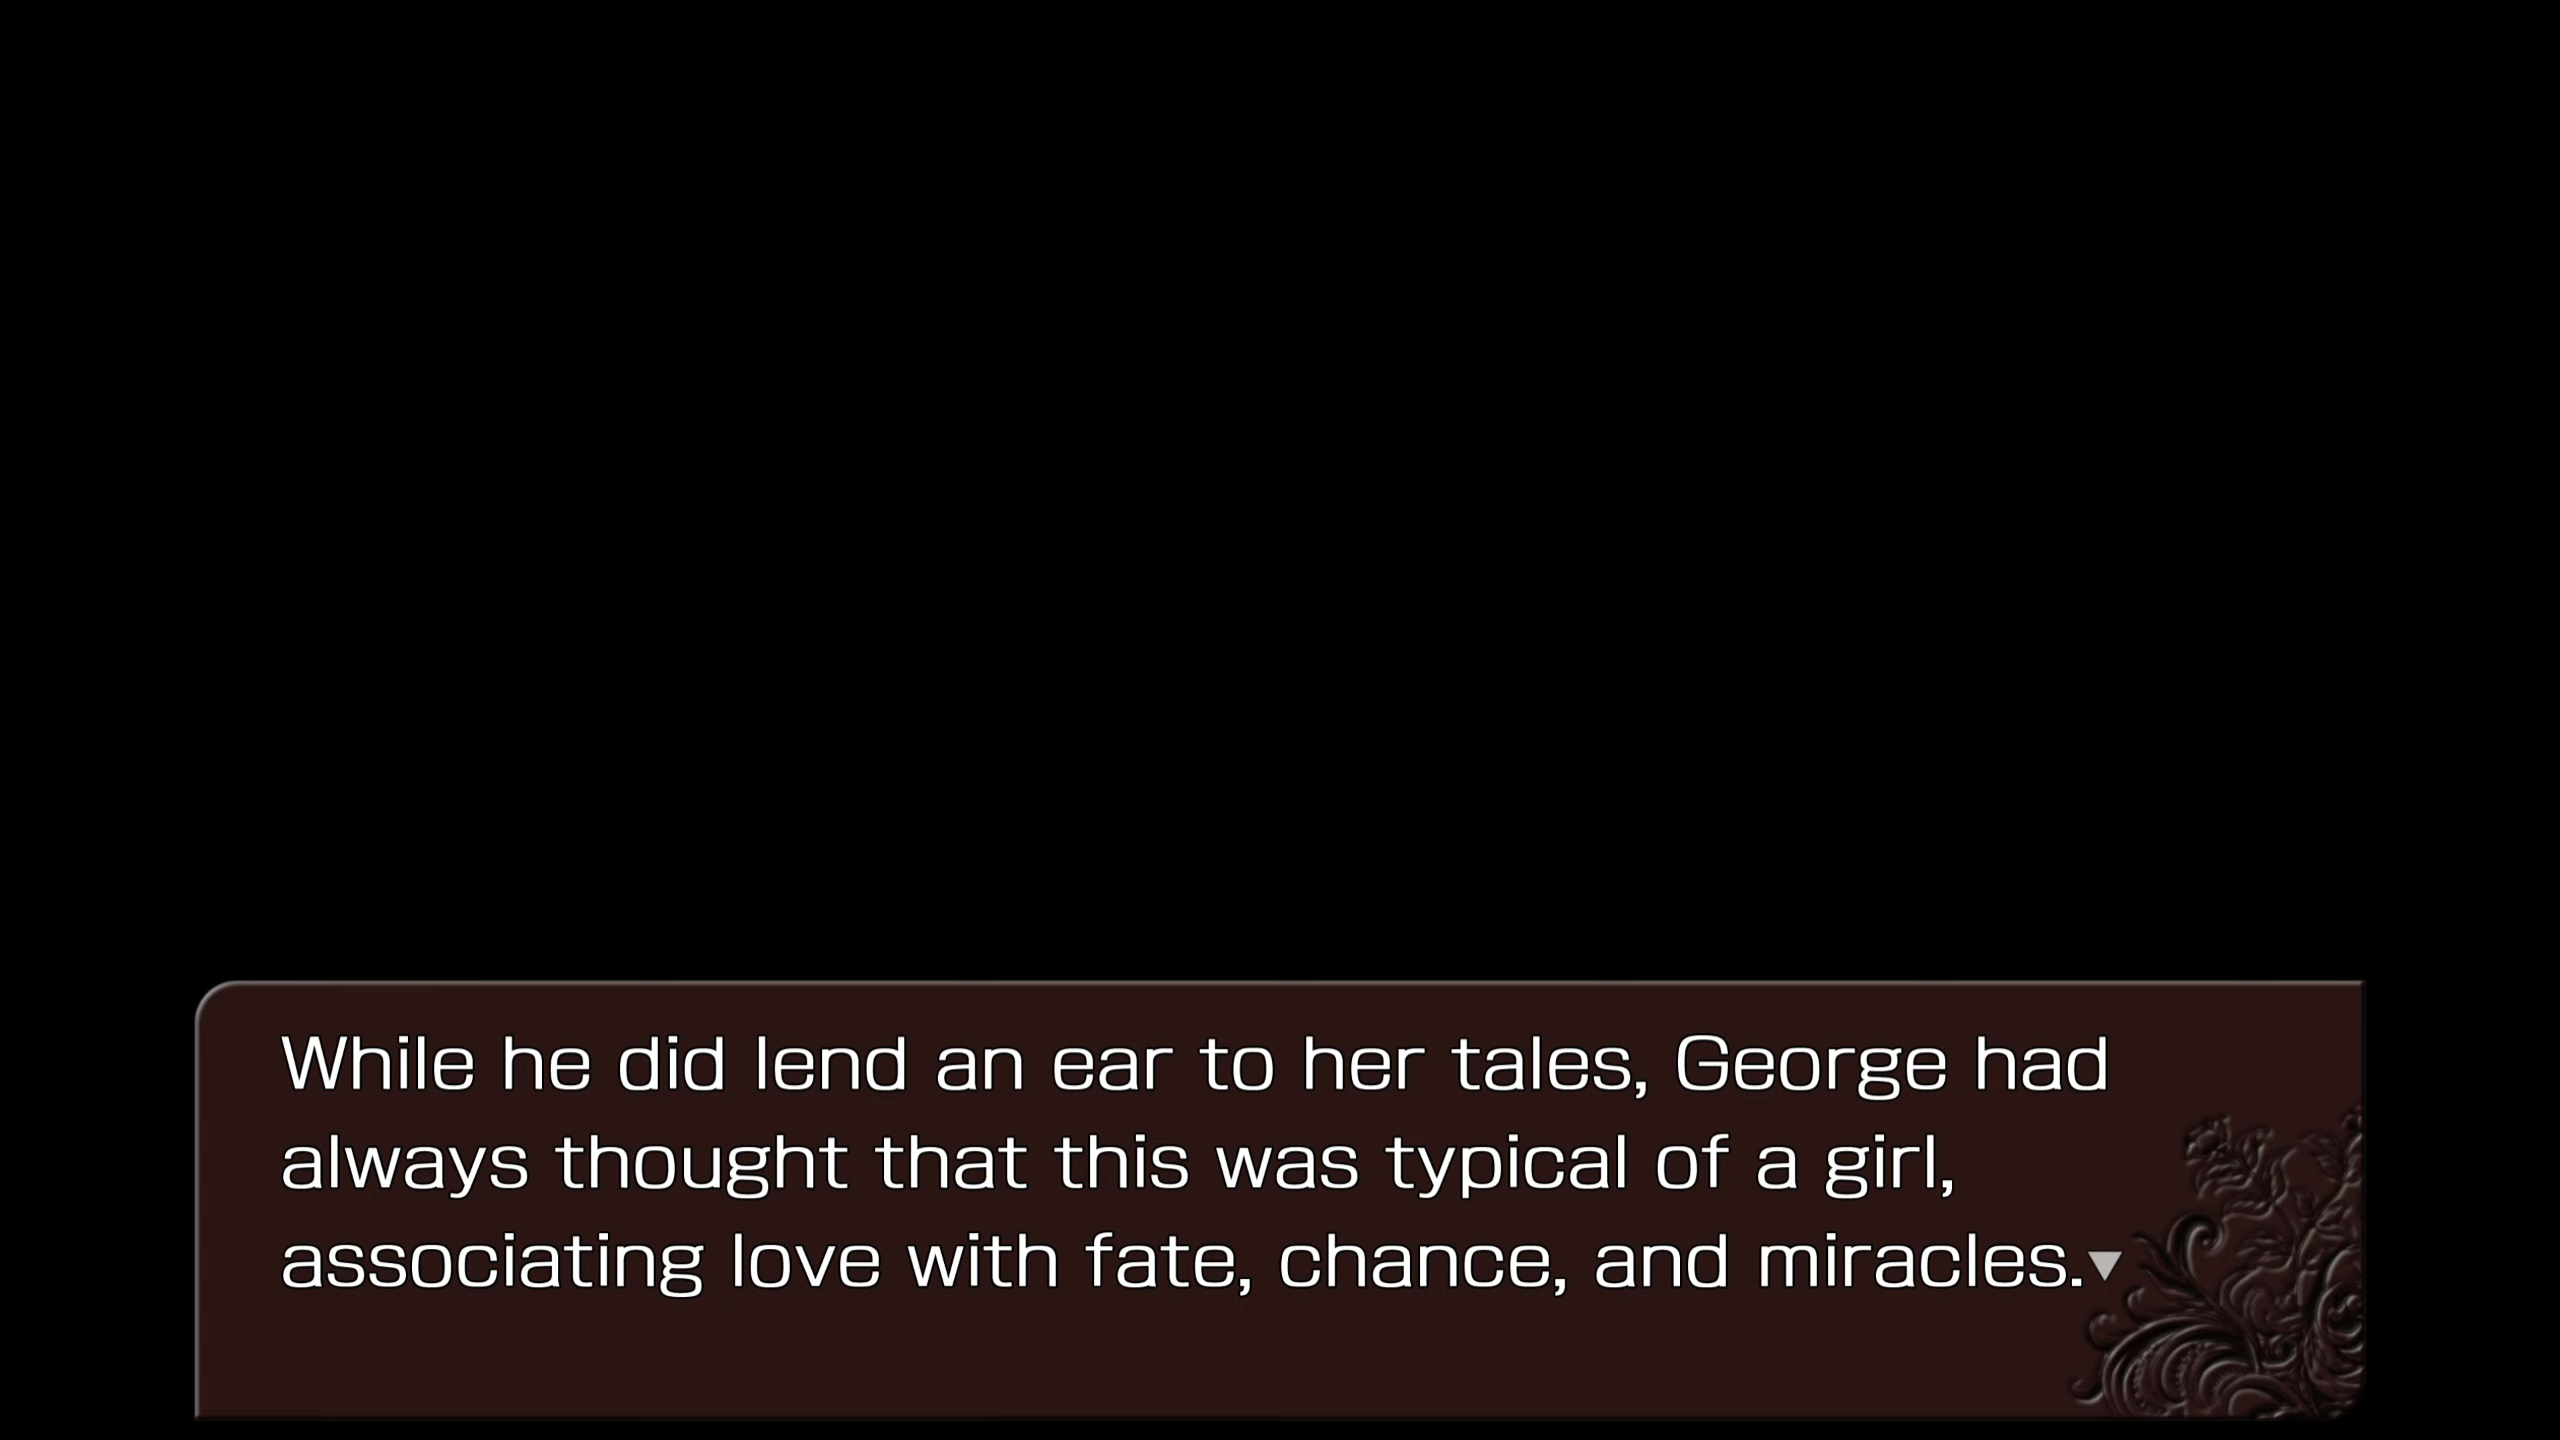 While he did lend an ear to her tales, George had
always thought that this was typical of a girl,
associating love with fate, chance, and miracles.